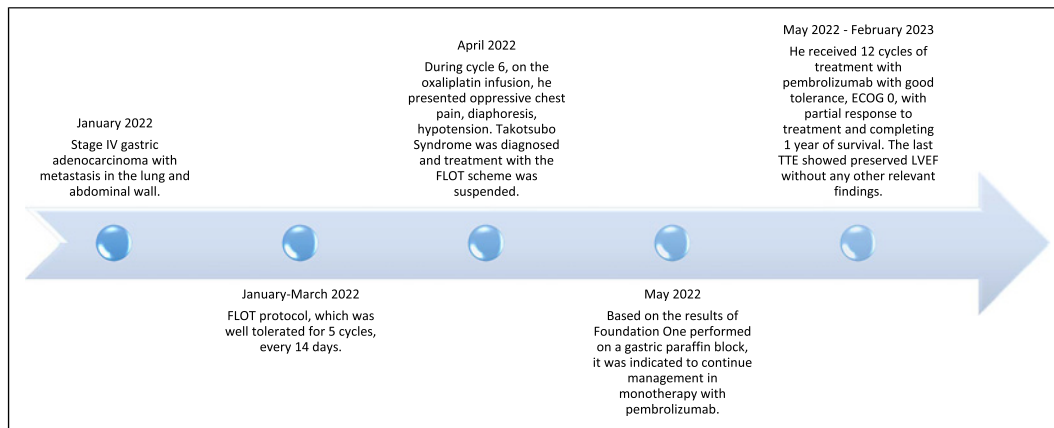 January 2022
Stage IV gastric
adenocarcinoma with
metastasis in the lung and
abdominal wall.
January-March 2022
FLOT protocol, which was
well tolerated for 5 cycles,
every 14 days.
April 2022
During cycle 6, on the
oxaliplatin infusion, he
presented oppressive chest
pain, diaphoresis,
hypotension. Takotsubo
Syndrome was diagnosed
and treatment with the
FLOT scheme was
suspended.
May 2022
Based on the results of
Foundation One performed
on a gastric paraffin block,
it was indicated to continue
management in
monotherapy with
pembrolizumab.
May 2022 - February 2023
He received 12 cycles of
treatment with
pembrolizumab with good
tolerance, ECOG 0, with
partial response to
treatment and completing
1 year of survival. The last
TTE showed preserved LVEF
without any other relevant
findings.